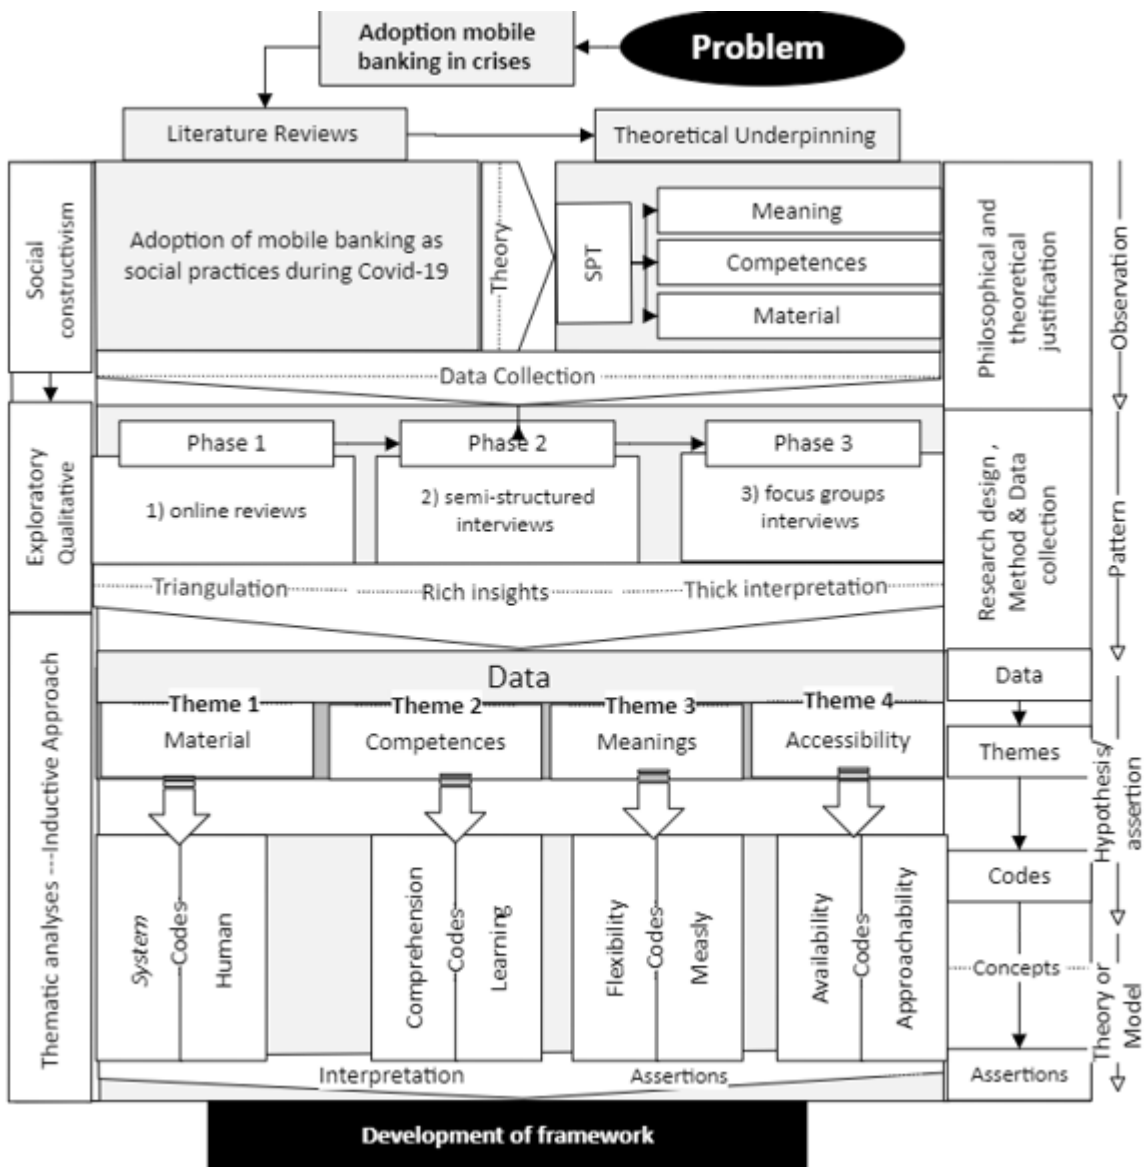 Adoption mobile
banking in crises
Problem
Literature Reviews
Theoretical Underpinning
Social
constructivism
Adoption of mobile banking as
social practices during Covid-19
Theory
SPT
Meaning
Competences
Material
Philosophical and
theoretical
justification
Observation
Data Collection
Exploratory
Qualitative
Phase 1
Phase 2
Phase 3
1) online reviews
2) semi-structured
interviews
3) focus groups
interviews
Research design ,
Method & Data
collection
Pattern
Triangulation
Rich insights
Thick interpretation
Thematic analyses ---Inductive Approach
Data
Data
Theme 1
Material
Theme 2
Competences
Theme 3
Meanings
Theme 4
Accessibility
Themes
Hypothesis/
assertion
System
Codes
Human
Comprehension
Codes
Learning
Flexibility
Codes
Measly
Availability
Codes
Approachability
Codes
Concepts
Theory or
Model
Interpretation
Assertions
Assertions
Development of framework